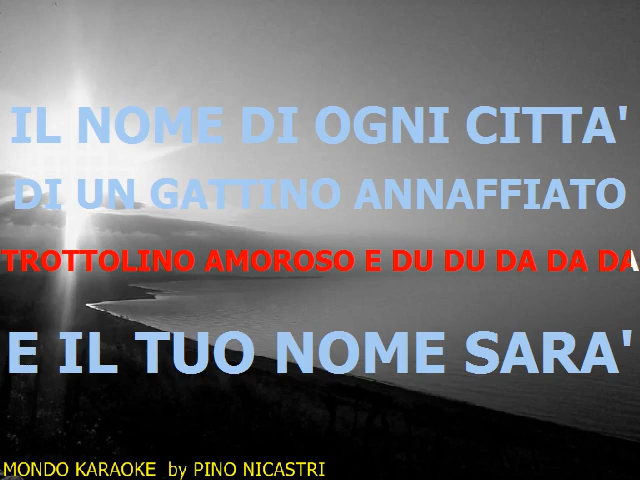 IL NOME DI OGNI CITTA'
DI UN GATTINO ANNAFFIATO
TROTTOLINO AMOROSO E DU DU DA DA DA
E IL TUO NOME SARA'
MONDO KARAOKE by PINO NICASTRI